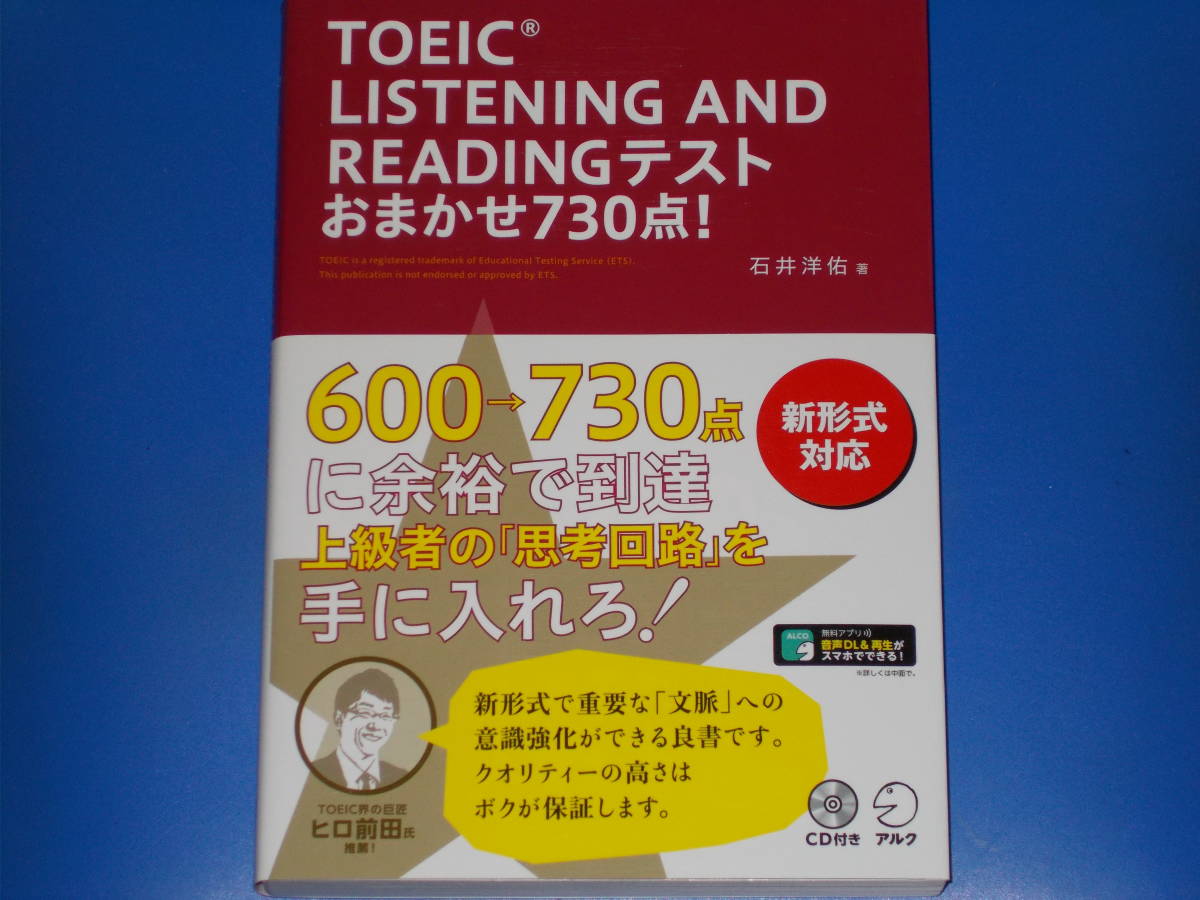 TOEIC®
LISTENING AND
READINGテスト
おまかせ730点!
TOEIC is a registered trademark of Educational Testing Service (ETS).
This publication is not endorsed or approved by ETS.
石井洋佑 著
600→730点
に余裕で到達
上級者の「思考回路」を
手に入れろ!
新形式
対応
ALCO
無料アプリ
音声DL&再生が
スマホでできる!
※詳しくは中面で。
新形式で重要な「文脈」への
意識強化ができる良書です。
クオリティーの高さは
ボクが保証します。
TOEIC界の巨匠
ヒロ前田氏
推薦!
CD付き
アルク